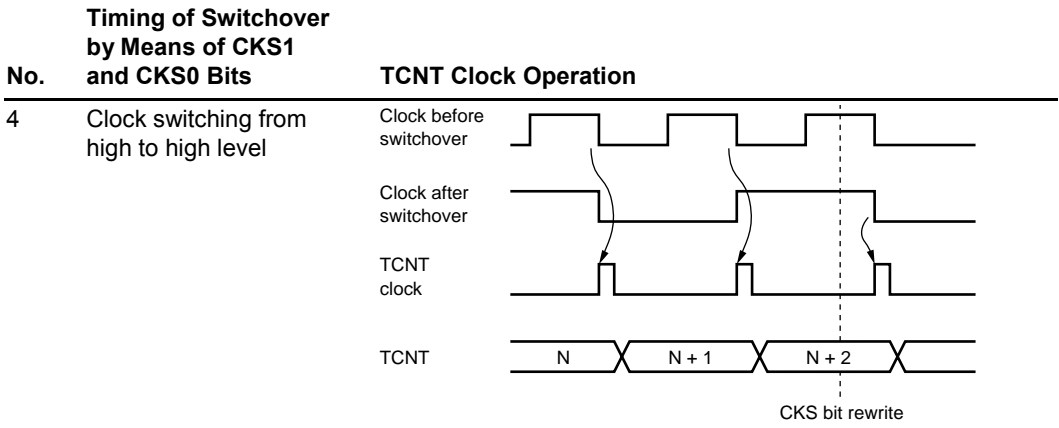 No.
Timing of Switchover
by Means of CKS1
and CKS0 Bits
TCNT Clock Operation
4
Clock switching from
high to high level
Clock before
switchover
Clock after
switchover
TCNT
clock
TCNT
N
N + 1
N + 2
CKS bit rewrite